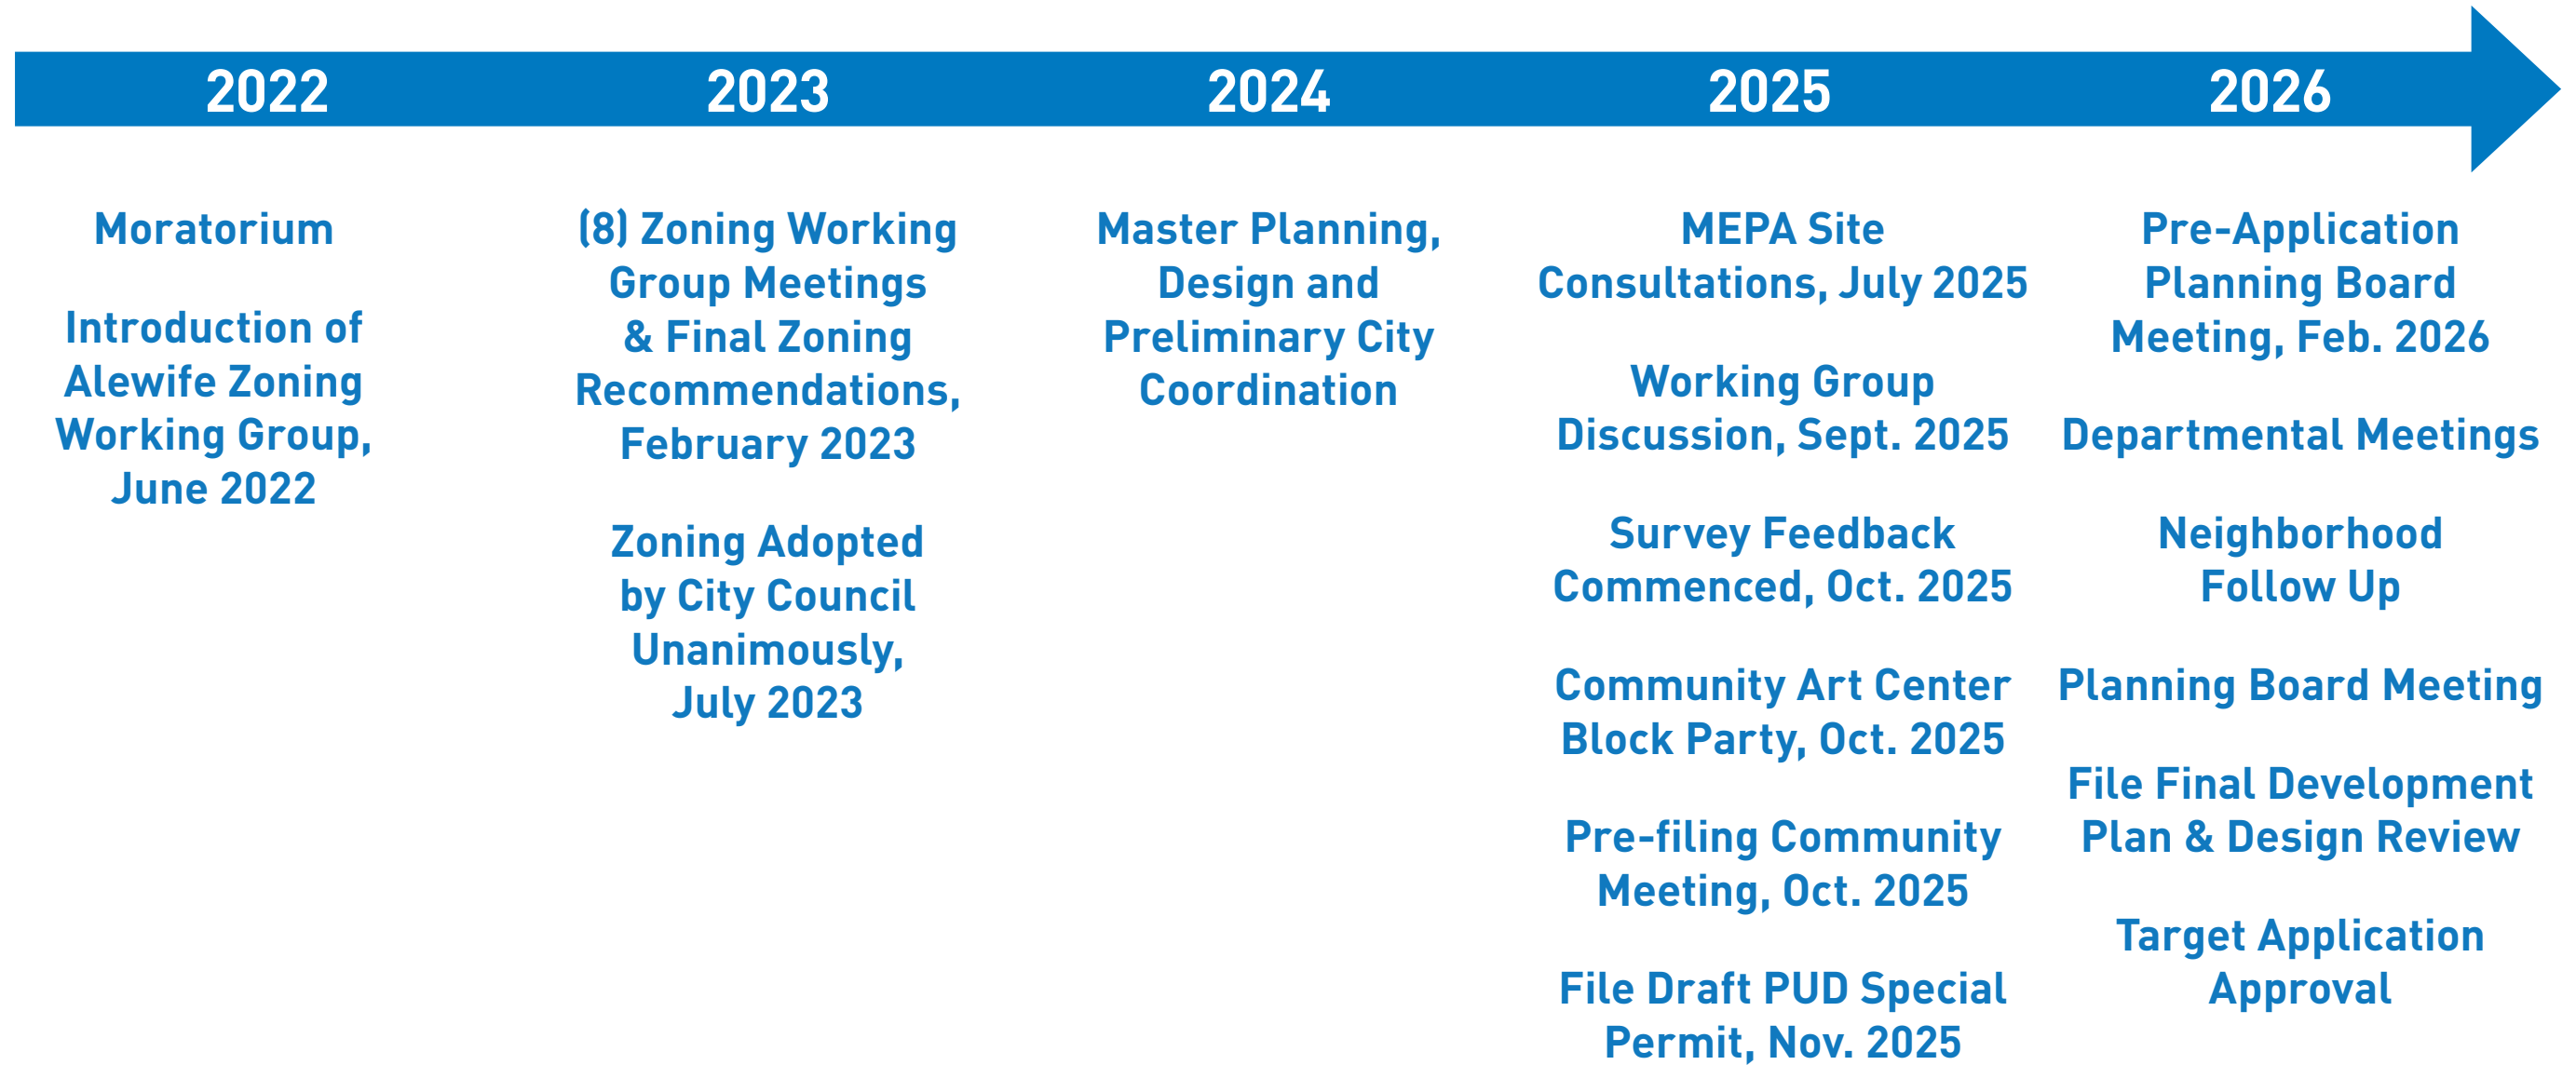 2022
2023
2024
2025
2026
Moratorium
Introduction of
Alewife Zoning
Working Group,
June 2022
(8) Zoning Working
Group Meetings
& Final Zoning
Recommendations,
February 2023
Zoning Adopted
by City Council
Unanimously,
July 2023
Master Planning,
Design and
Preliminary City
Coordination
MEPA Site
Consultations, July 2025
Working Group
Discussion, Sept. 2025
Survey Feedback
Commenced, Oct. 2025
Community Art Center
Block Party, Oct. 2025
Pre-filing Community
Meeting, Oct. 2025
File Draft PUD Special
Permit, Nov. 2025
Pre-Application
Planning Board
Meeting, Feb. 2026
Departmental Meetings
Neighborhood
Follow Up
Planning Board Meeting
File Final Development
Plan & Design Review
Target Application
Approval